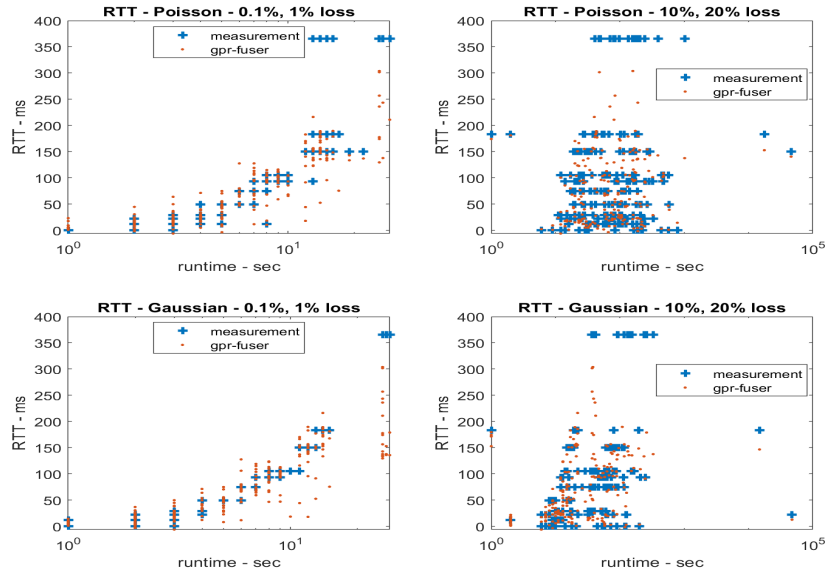 RTT - Poisson - 0.1%, 1% loss
400
350
300
250
200
150
100
50
0
RTT - ms
measurement
gpr-fuser
10^0
10^1
runtime - sec
RTT - Poisson - 10%, 20% loss
400
350
300
250
200
150
100
50
0
RTT - ms
measurement
gpr-fuser
10^0
10^5
runtime - sec
RTT - Gaussian - 0.1%, 1% loss
400
350
300
250
200
150
100
50
0
RTT - ms
measurement
gpr-fuser
10^0
10^1
runtime - sec
RTT - Gaussian - 10%, 20% loss
400
350
300
250
200
150
100
50
0
RTT - ms
measurement
gpr-fuser
10^0
10^5
runtime - sec